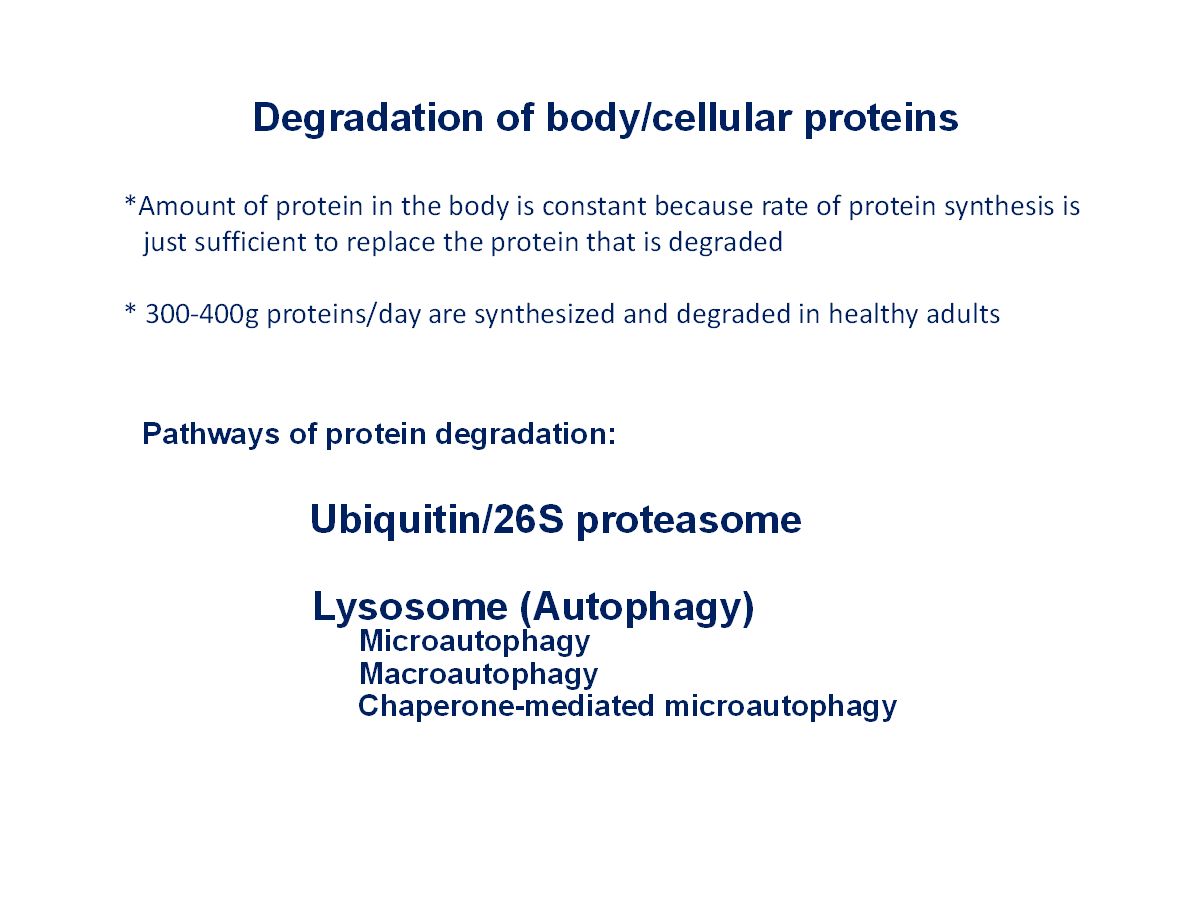 Degradation of body/cellular proteins
*Amount of protein in the body is constant because rate of protein synthesis is
just sufficient to replace the protein that is degraded
* 300-400g proteins/day are synthesized and degraded in healthy adults
Pathways of protein degradation:
Ubiquitin/26S proteasome
Lysosome (Autophagy)
Microautophagy
Macroautophagy
Chaperone-mediated microautophagy